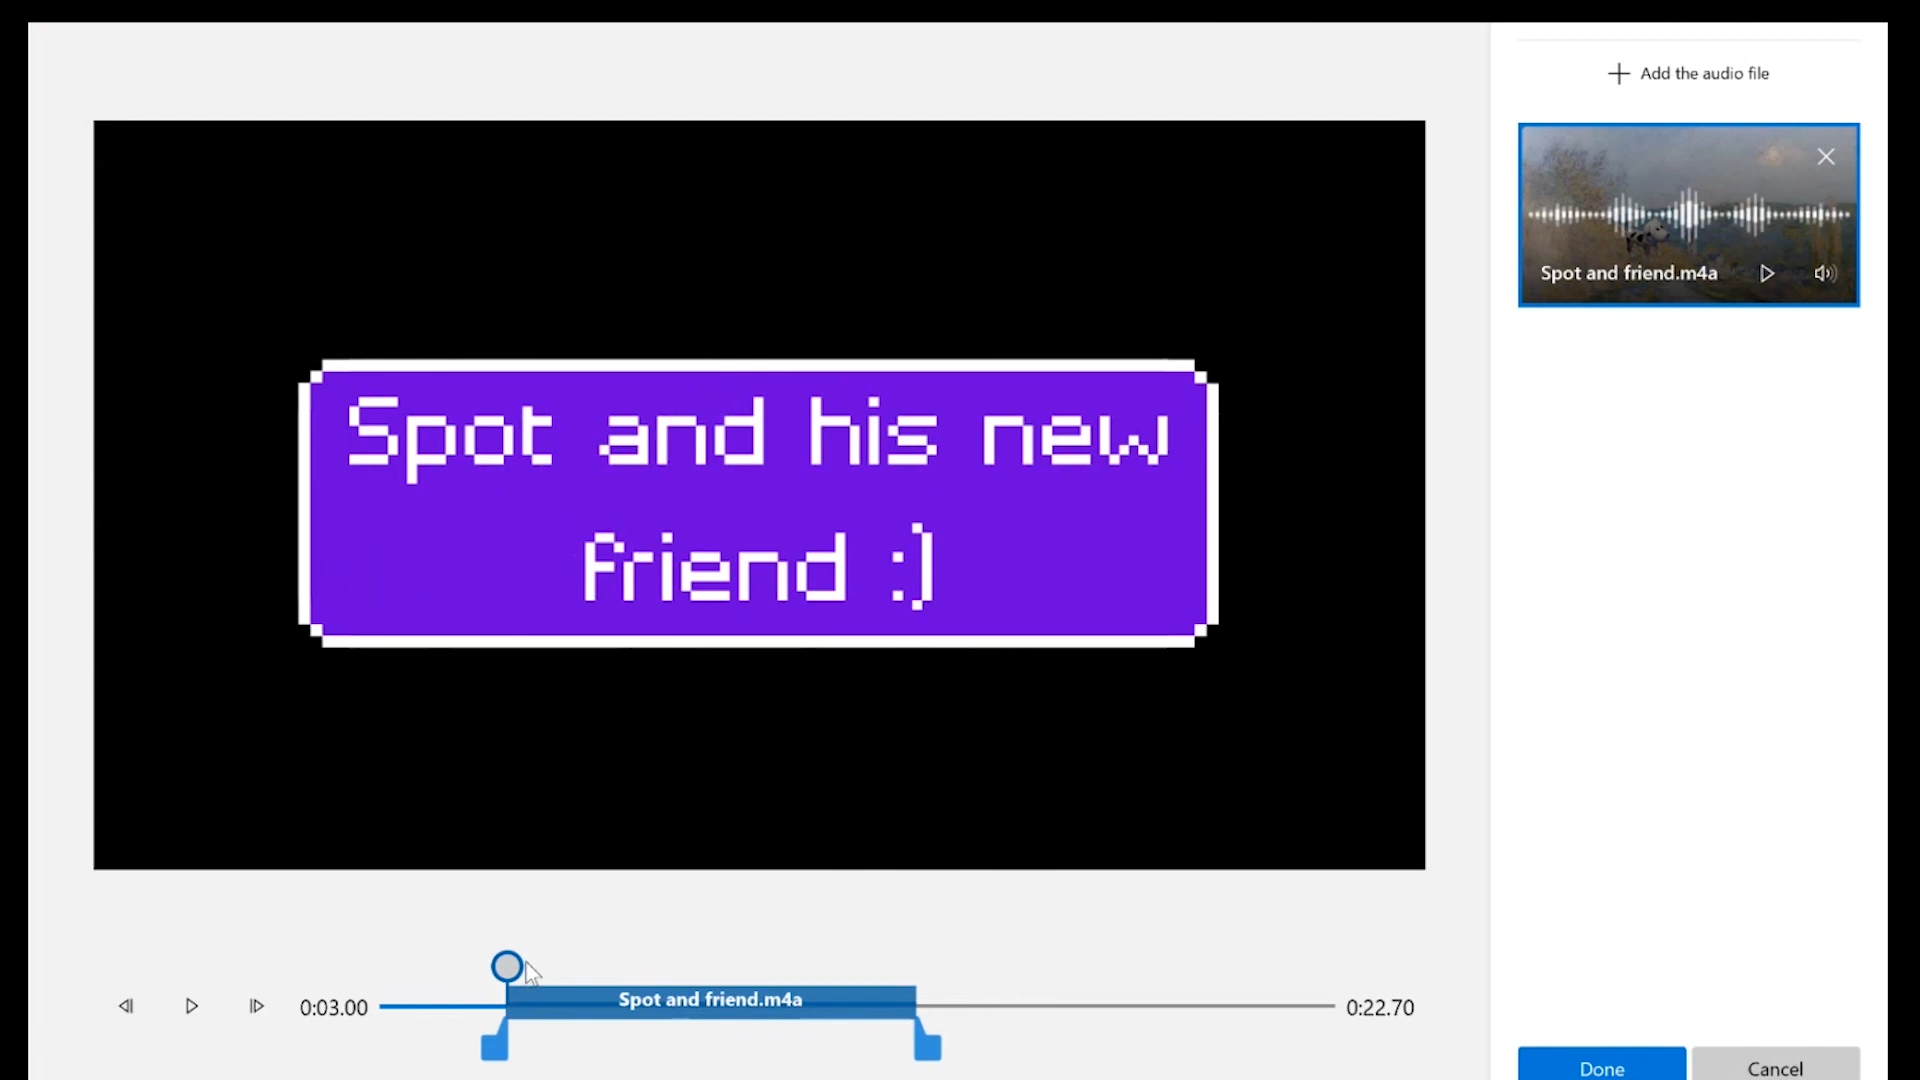 Add the audio file
Spot and friend.m4a
Spot and his new
friend :)
0:03.00
Spot and friend.m4a
0:22.70
Done
Cancel